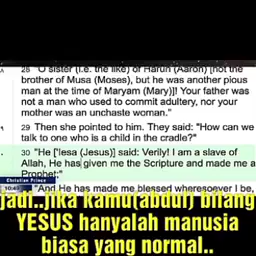 28 "O sister (i.e. the like) of Harun (Aaron) [not the
brother of Musa (Moses), but he was another pious
man at the time of Maryam (Mary)]! Your father was
not a man who used to commit adultery, nor your
mother was an unchaste woman."
29 Then she pointed to him. They said: "How can we
talk to one who is a child in the cradle?"
30 "He ['Iesa (Jesus)] said: Verily! I am a slave of
Allah, He has given me the Scripture and made me a
Prophet;"
Christian Prince
10:49
"And He has made me blessed wheresoever I be,
jadi..jika kamu(abdul) bilang
YESUS hanyalah manusia
biasa yang normal..